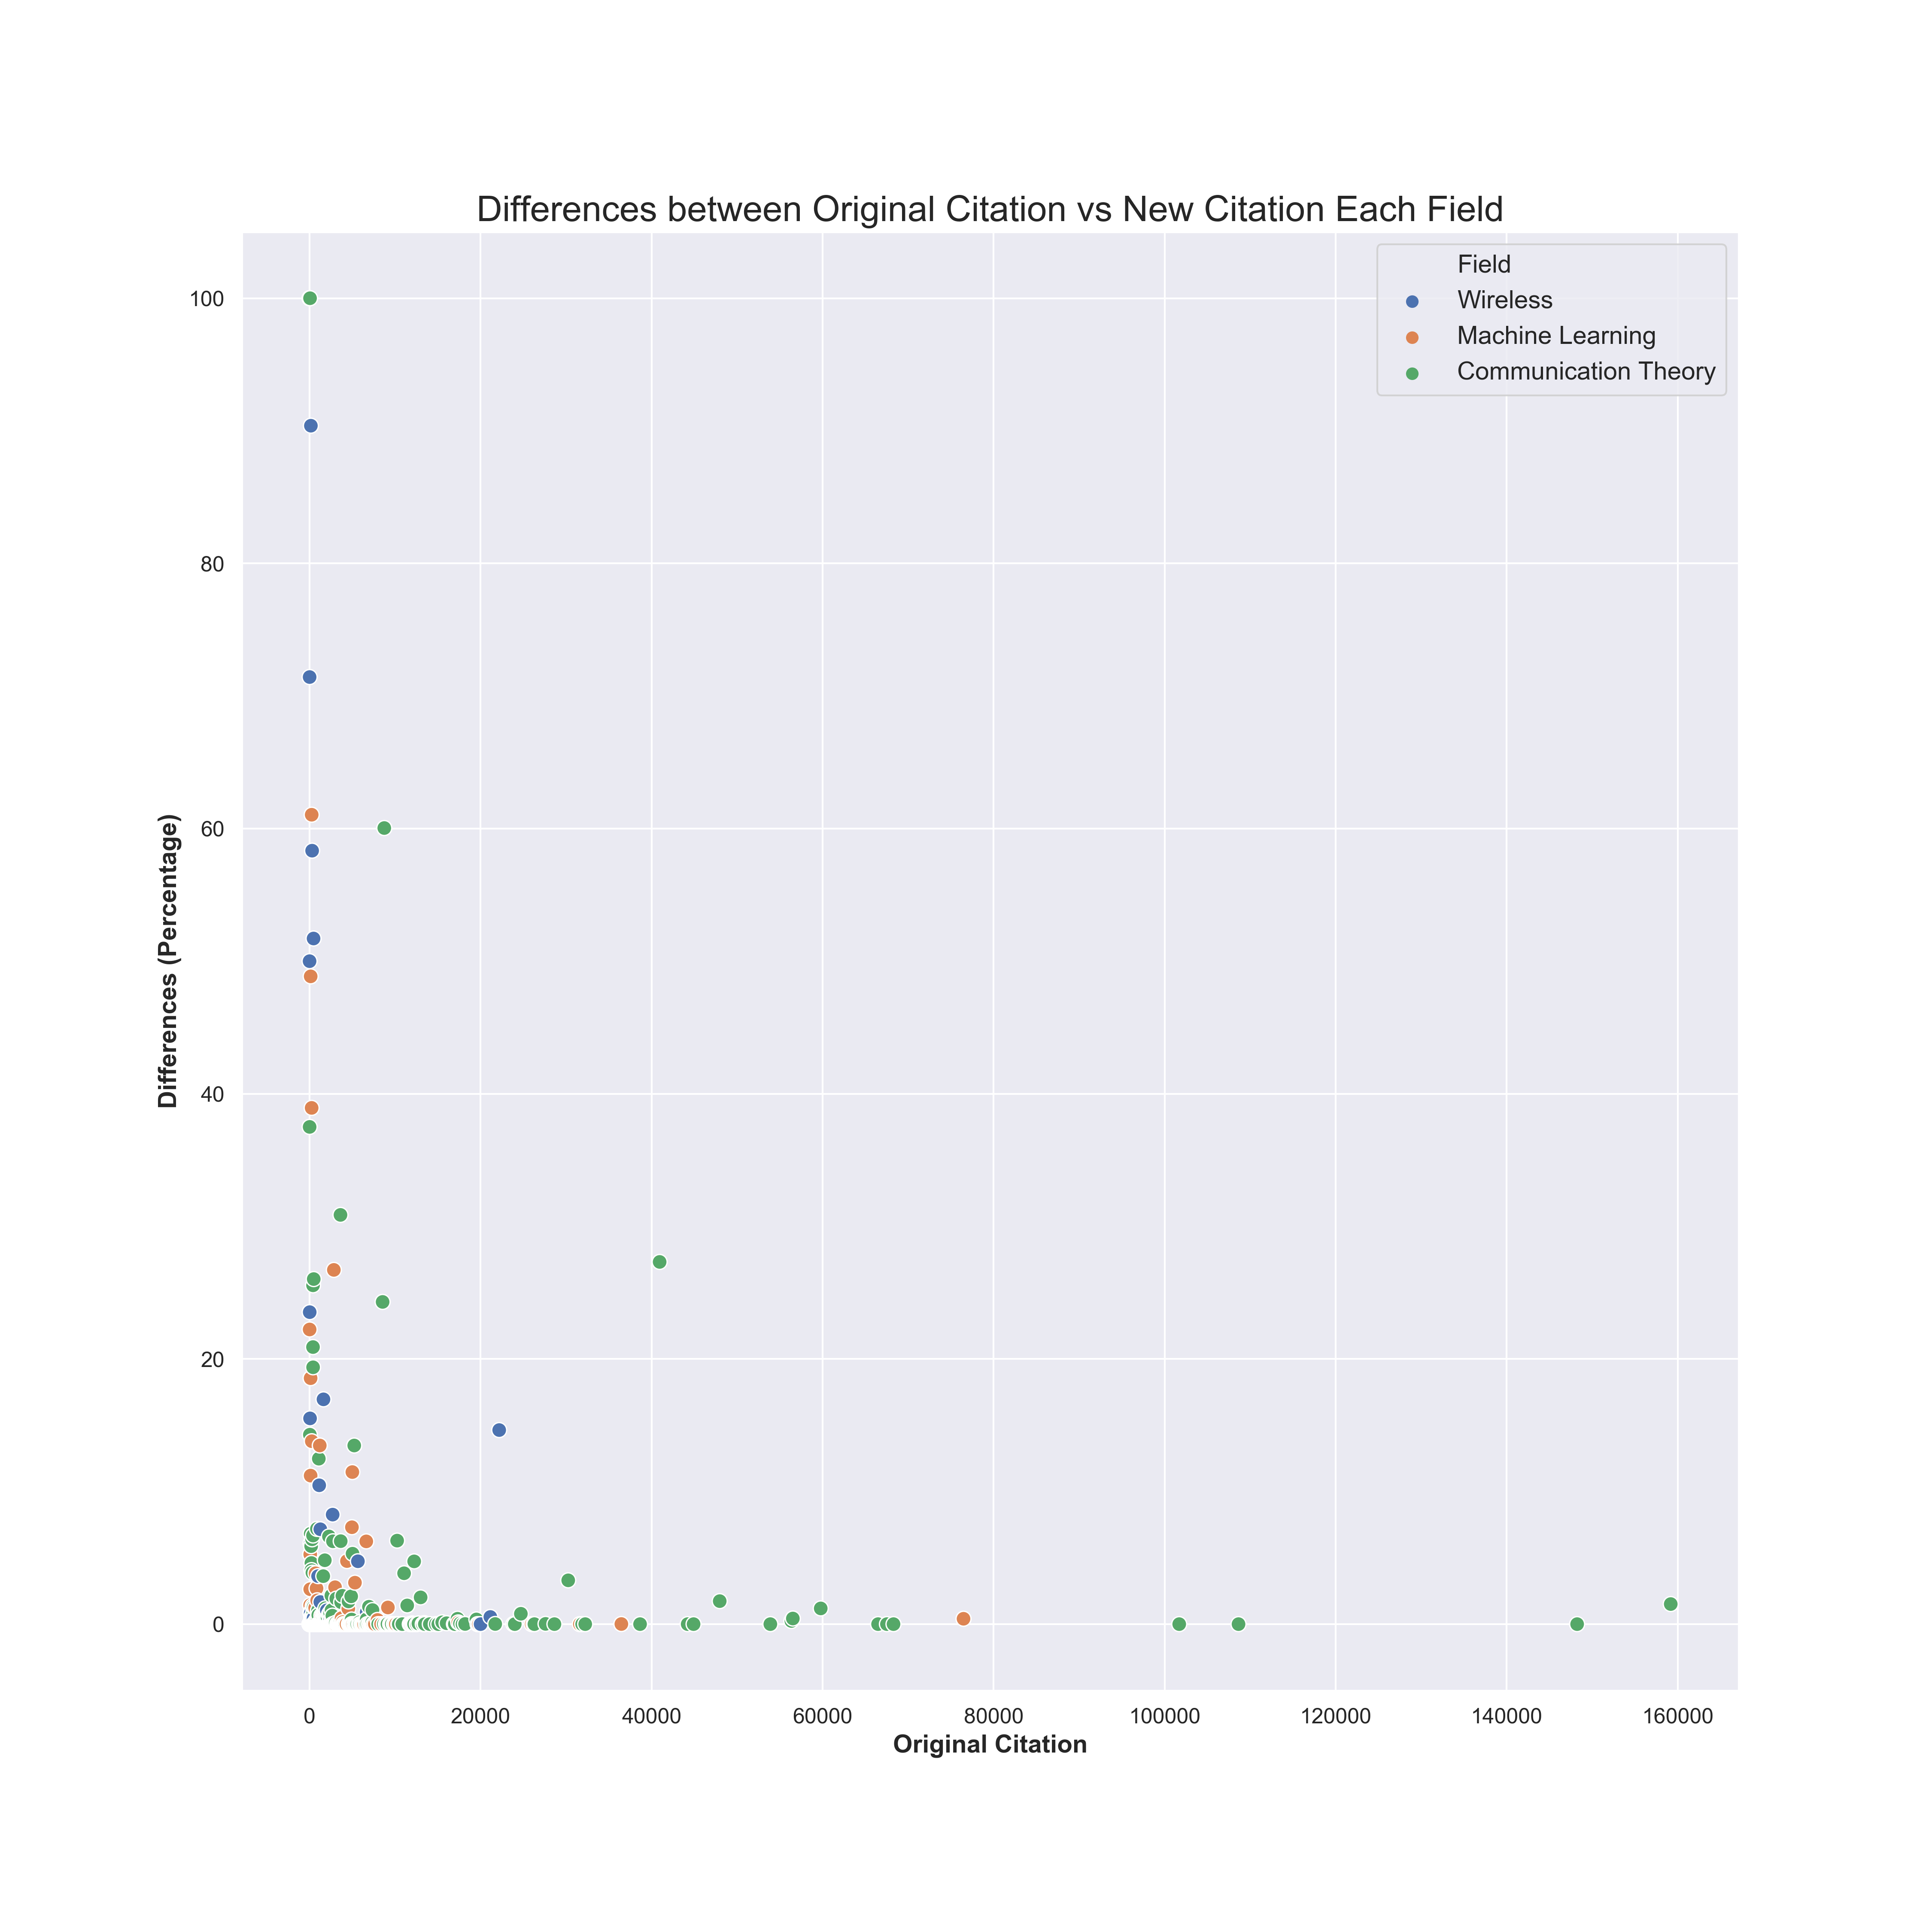 Differences between Original Citation vs New Citation Each Field
Field
Wireless
Machine Learning
Communication Theory
100
80
60
40
20
0
Differences (Percentage)
0 20000 40000 60000 80000 100000 120000 140000 160000
Original Citation